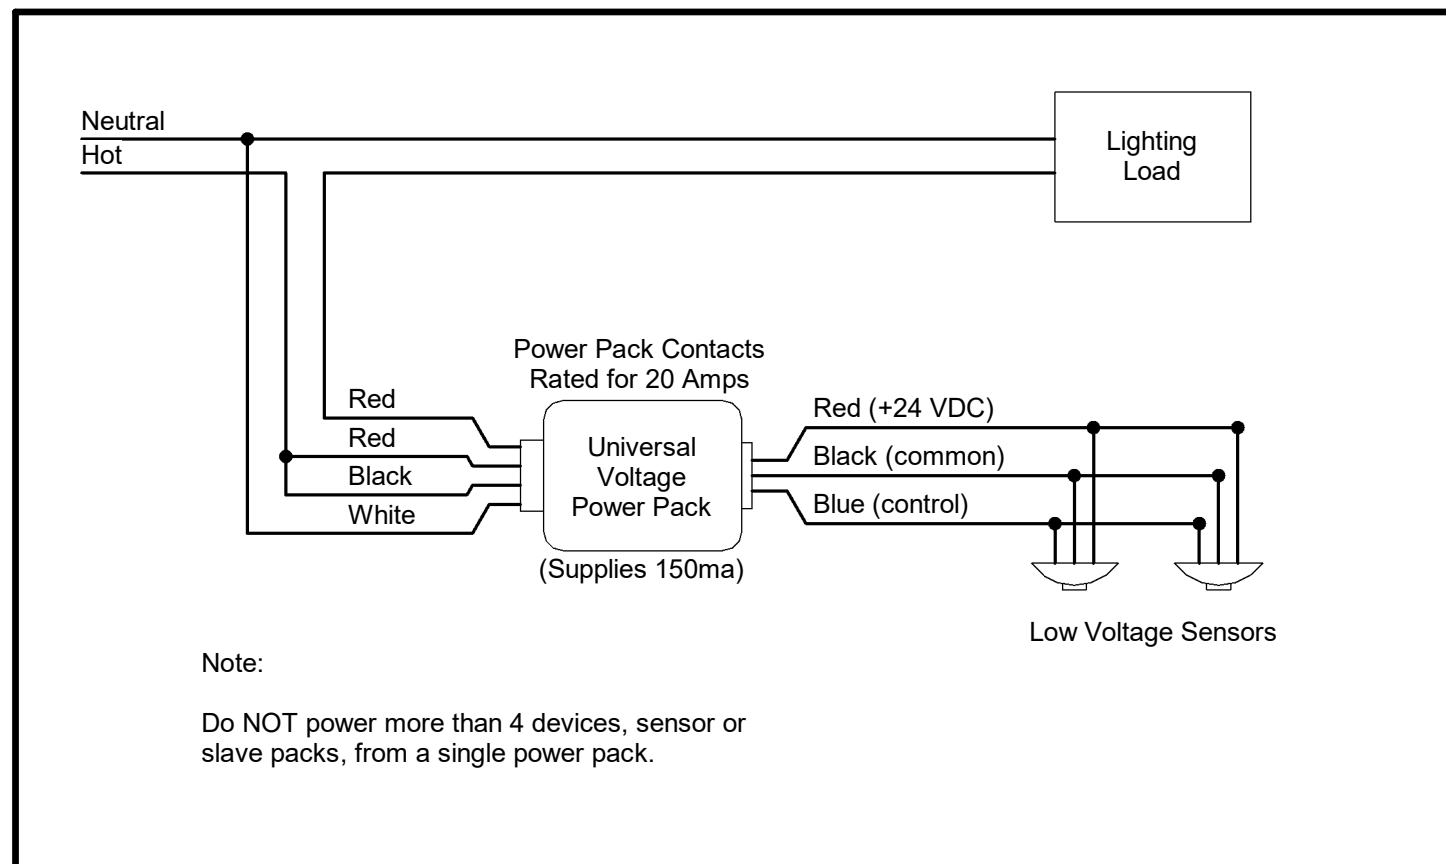 Neutral
Hot
Lighting
Load
Power Pack Contacts
Rated for 20 Amps
Red
Red
Black
White
Universal
Voltage
Power Pack
(Supplies 150ma)
Red (+24 VDC)
Black (common)
Blue (control)
Low Voltage Sensors
Note:
Do NOT power more than 4 devices, sensor or
slave packs, from a single power pack.